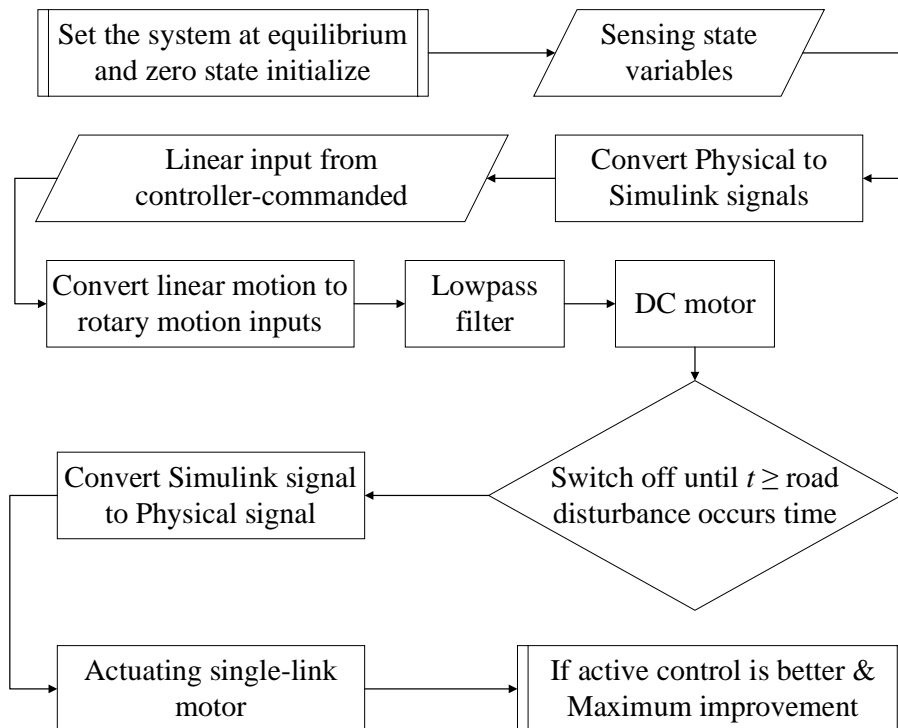 Set the system at equilibrium
and zero state initialize
Sensing state
variables
Convert Physical to
Simulink signals
Linear input from
controller-commanded
Convert linear motion to
rotary motion inputs
Lowpass
filter
DC motor
Switch off until t ≥ road
disturbance occurs time
Convert Simulink signal
to Physical signal
Actuating single-link
motor
If active control is better &
Maximum improvement